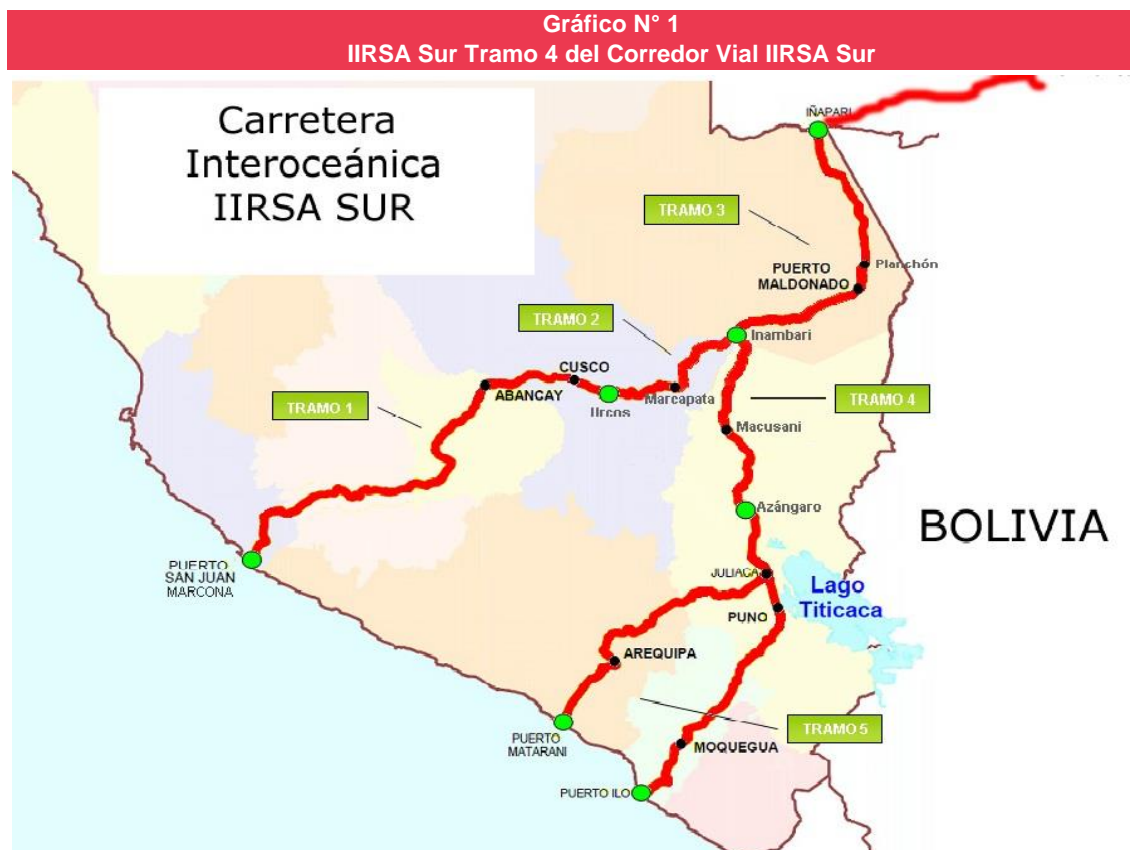 Gráfico N° 1
IIRSA Sur Tramo 4 del Corredor Vial IIRSA Sur
Carretera
Interoceánica
IIRSA SUR
IÑAPARI
TRAMO 3
PUERTO
MALDONADO
Planchón
TRAMO 2
Inambari
CUSCO
ABANCAY
Urcos
Marcapata
TRAMO 1
TRAMO 4
Macusani
Azángaro
BOLIVIA
PUERTO
SAN JUAN
MARCONA
JULIACA
Lago
Titicaca
PUNO
AREQUIPA
TRAMO 5
PUERTO
MATARANI
MOQUEGUA
PUERTO ILO